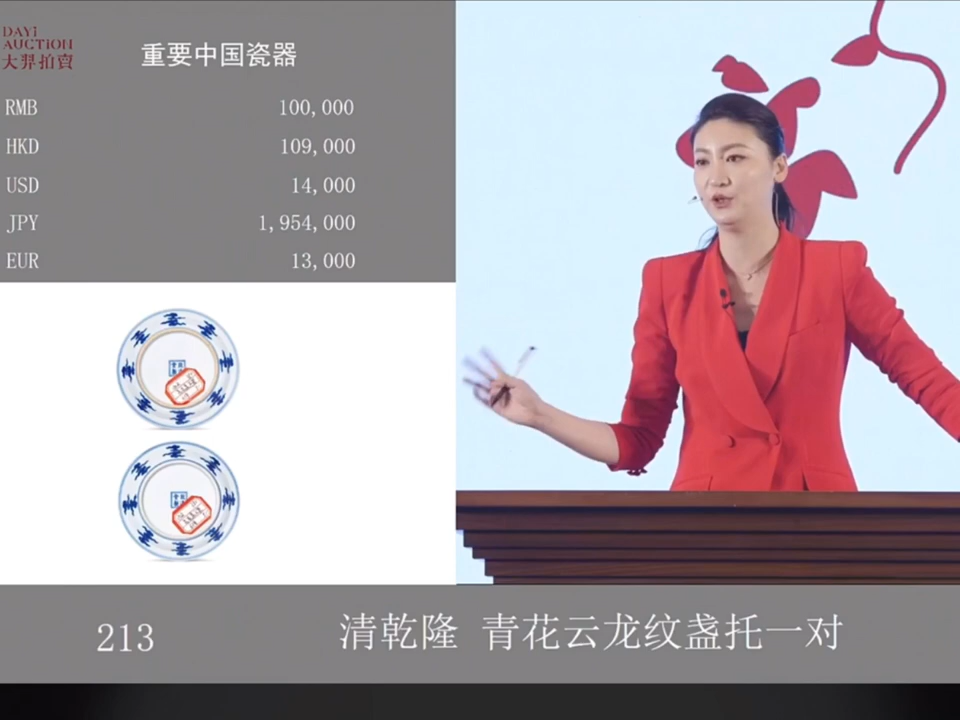 DAYi
AUCTION
大羿拍賣
重要中国瓷器
RMB 100,000
HKD 109,000
USD 14,000
JPY 1,954,000
EUR 13,000
213 清乾隆 青花云龙纹盏托一对